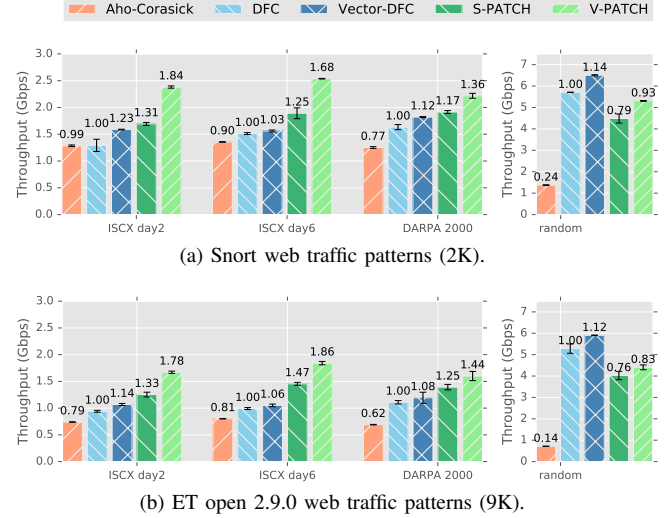 Aho-Corasick DFC Vector-DFC S-PATCH V-PATCH
Throughput (Gbps)
3.0
2.5
2.0
1.5
1.0
0.5
0.0
0.99 1.00 1.23 1.31 1.84
0.90 1.00 1.03 1.25 1.68
0.77 1.00 1.12 1.17 1.36
ISCX day2 ISCX day6 DARPA 2000
Throughput (Gbps)
7
6
5
4
3
2
1
0
0.24 1.00 1.14 0.79 0.93
random
(a) Snort web traffic patterns (2K).
Throughput (Gbps)
3.0
2.5
2.0
1.5
1.0
0.5
0.0
0.79 1.00 1.14 1.33 1.78
0.81 1.00 1.06 1.47 1.86
0.62 1.00 1.08 1.25 1.44
ISCX day2 ISCX day6 DARPA 2000
Throughput (Gbps)
7
6
5
4
3
2
1
0
0.14 1.00 1.12 0.76 0.83
random
(b) ET open 2.9.0 web traffic patterns (9K).